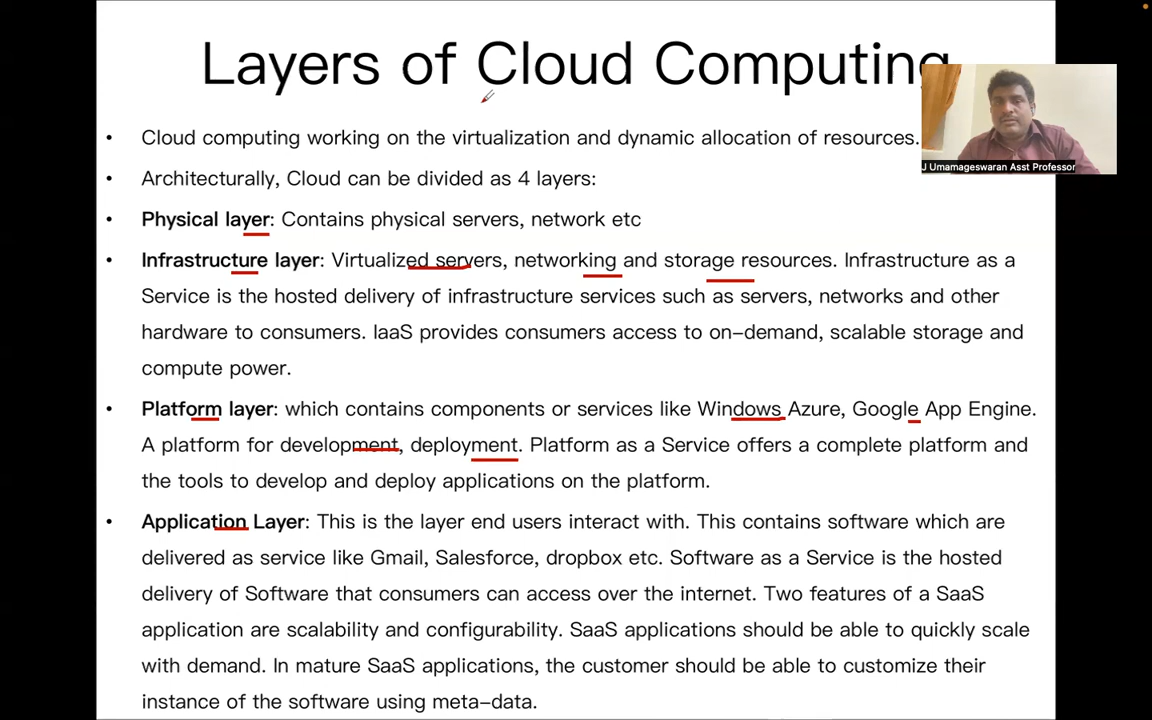 Layers of Cloud Computing
J Umamageswaran Asst Professor
• Cloud computing working on the virtualization and dynamic allocation of resources.
• Architecturally, Cloud can be divided as 4 layers:
• Physical layer: Contains physical servers, network etc
• Infrastructure layer: Virtualized servers, networking and storage resources. Infrastructure as a
Service is the hosted delivery of infrastructure services such as servers, networks and other
hardware to consumers. IaaS provides consumers access to on-demand, scalable storage and
compute power.
• Platform layer: which contains components or services like Windows Azure, Google App Engine.
A platform for development, deployment. Platform as a Service offers a complete platform and
the tools to develop and deploy applications on the platform.
• Application Layer: This is the layer end users interact with. This contains software which are
delivered as service like Gmail, Salesforce, dropbox etc. Software as a Service is the hosted
delivery of Software that consumers can access over the internet. Two features of a SaaS
application are scalability and configurability. SaaS applications should be able to quickly scale
with demand. In mature SaaS applications, the customer should be able to customize their
instance of the software using meta-data.